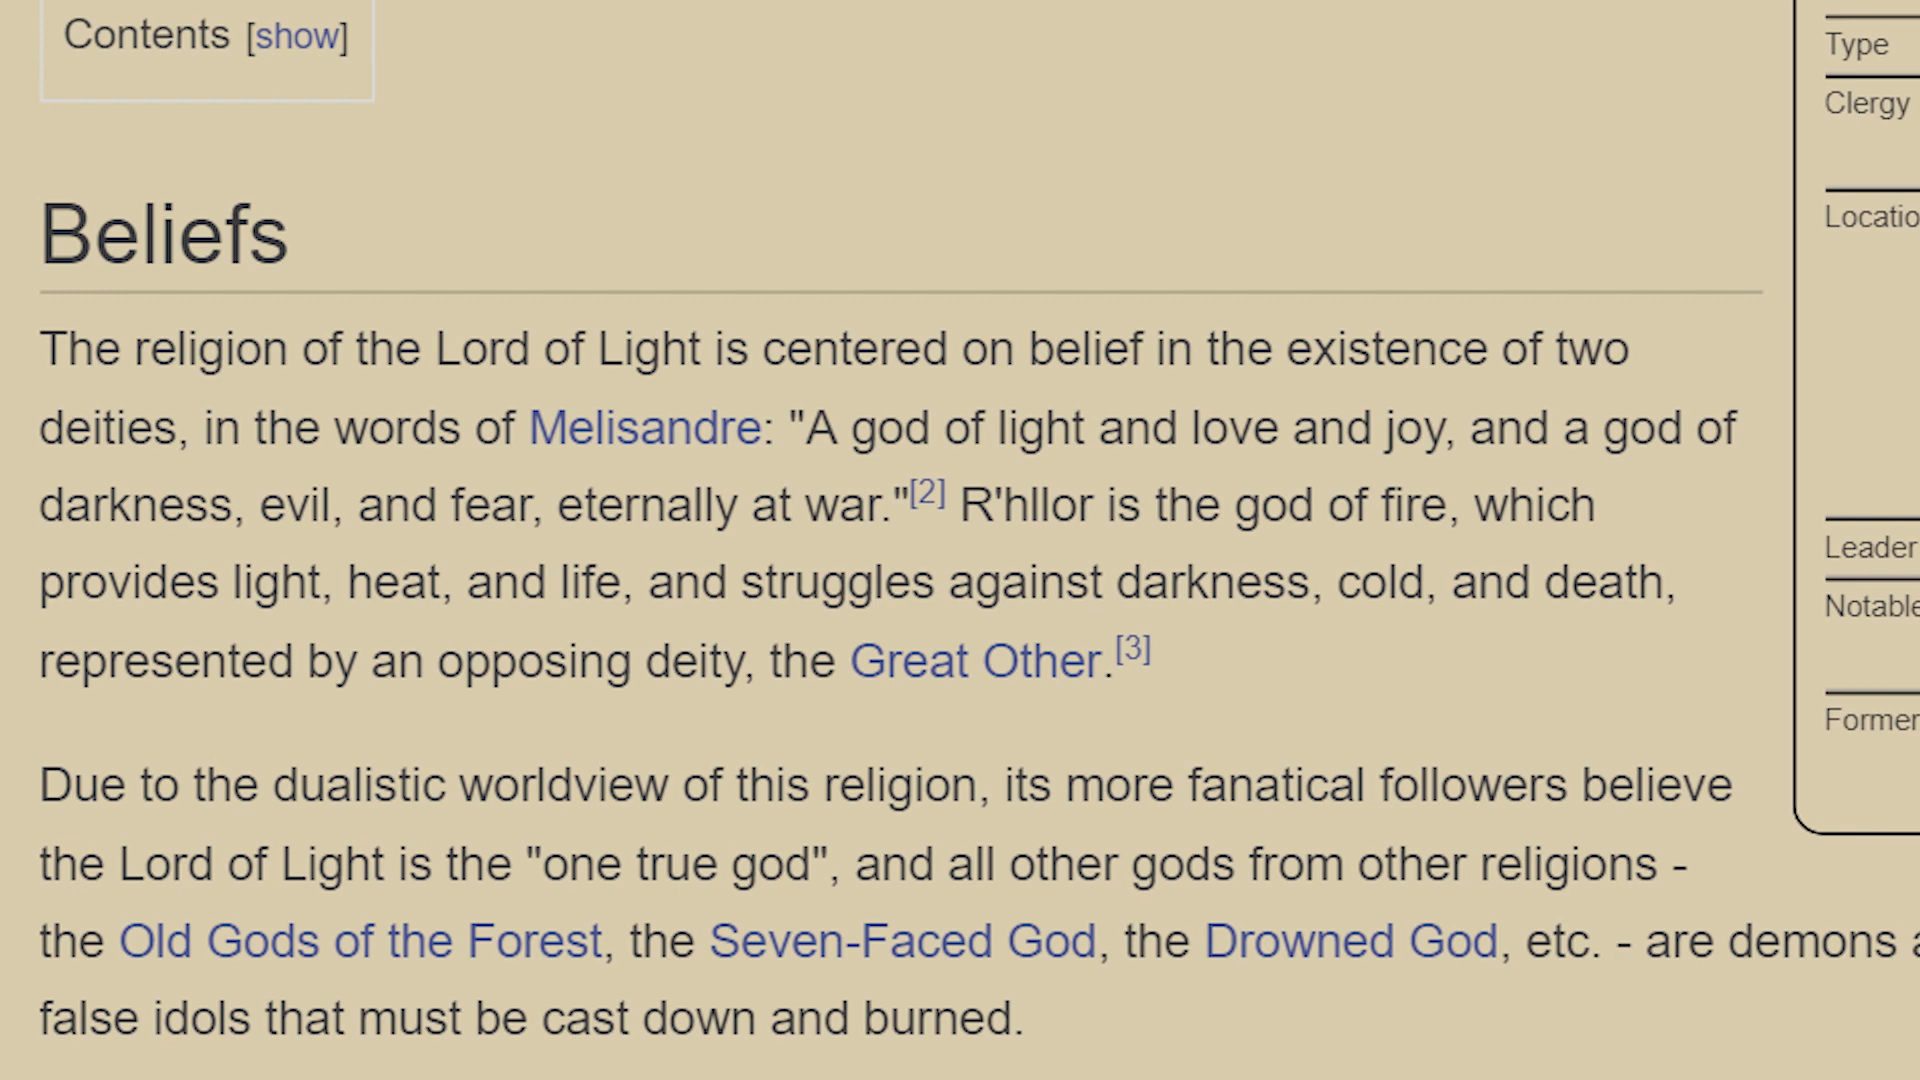 Contents [show]
Beliefs
The religion of the Lord of Light is centered on belief in the existence of two
deities, in the words of Melisandre: "A god of light and love and joy, and a god of
darkness, evil, and fear, eternally at war."[2] R'hllor is the god of fire, which
provides light, heat, and life, and struggles against darkness, cold, and death,
represented by an opposing deity, the Great Other.[3]
Due to the dualistic worldview of this religion, its more fanatical followers believe
the Lord of Light is the "one true god", and all other gods from other religions -
the Old Gods of the Forest, the Seven-Faced God, the Drowned God, etc. - are demons
false idols that must be cast down and burned.
Type
Clergy
Locatio
Leader
Notable
Former